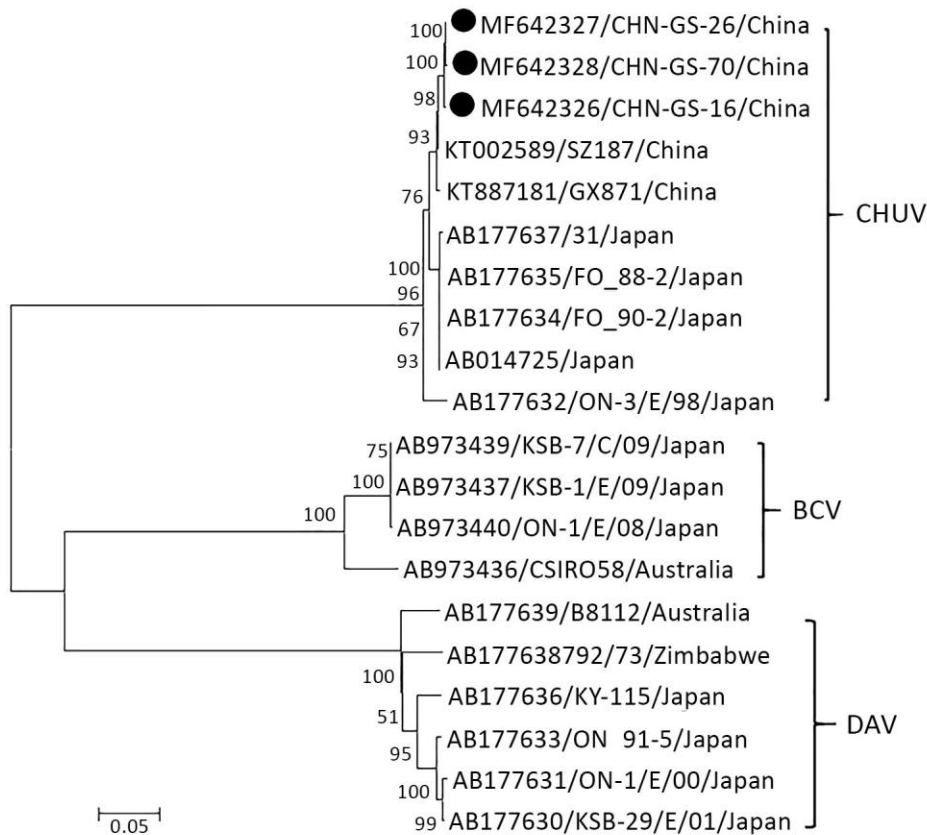 100
MF642327/CHN-GS-26/China
100
MF642328/CHN-GS-70/China
98
MF642326/CHN-GS-16/China
93
KT002589/SZ187/China
76
KT887181/GX871/China
CHUV
AB177637/31/Japan
100
AB177635/FO_88-2/Japan
96
AB177634/FO_90-2/Japan
67
93
AB014725/Japan
AB177632/ON-3/E/98/Japan
75
AB973439/KSB-7/C/09/Japan
100
AB973437/KSB-1/E/09/Japan
BCV
100
AB973440/ON-1/E/08/Japan
AB973436/CSIRO58/Australia
AB177639/B8112/Australia
AB177638792/73/Zimbabwe
100
AB177636/KY-115/Japan
51
DAV
AB177633/ON 91-5/Japan
95
AB177631/ON-1/E/00/Japan
100
AB177630/KSB-29/E/01/Japan
99
0.05